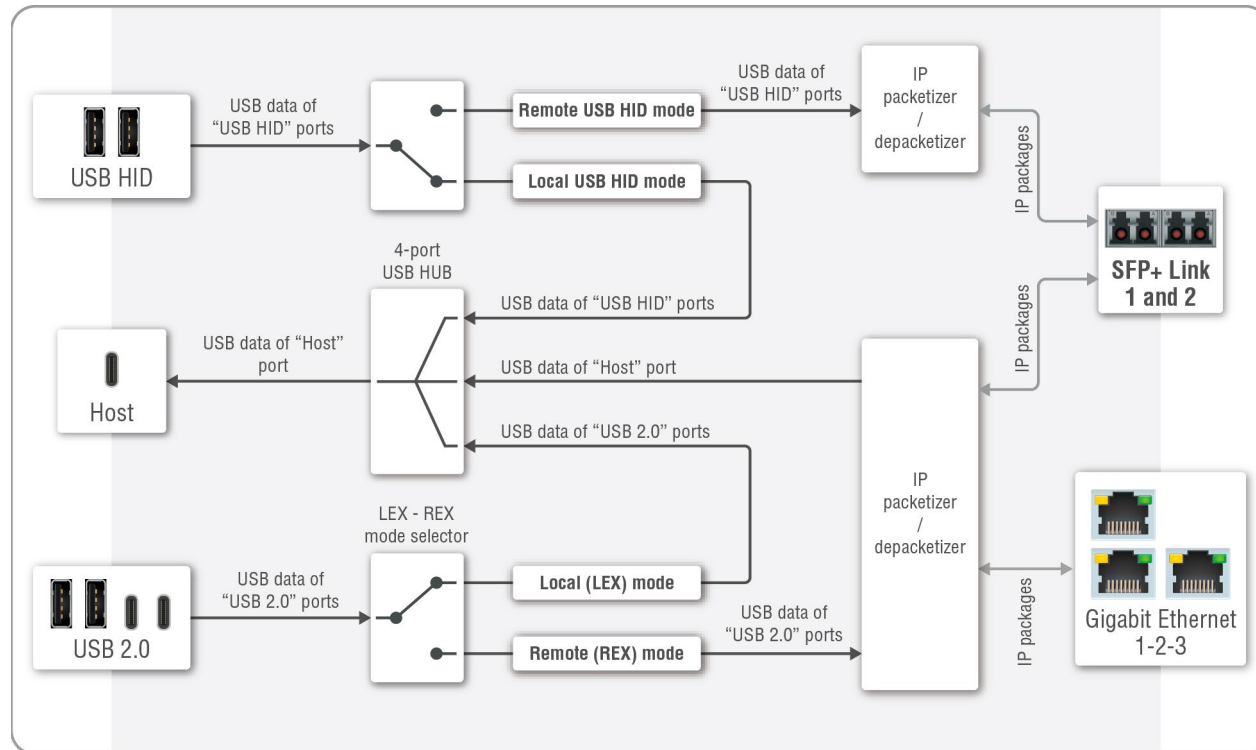 USB data of
“USB HID” ports
USB HID
Remote USB HID mode
Local USB HID mode
USB data of
“USB HID” ports
IP
packetizer
/
depacketizer
IP packages
SFP+ Link
1 and 2
IP packages
4-port
USB HUB
USB data of “USB HID” ports
USB data of “Host”
port
Host
USB data of “Host” port
USB data of “USB 2.0” ports
IP
packetizer
/
depacketizer
LEX - REX
mode selector
USB data of
“USB 2.0” ports
USB 2.0
Local (LEX) mode
Remote (REX) mode
USB data of
“USB 2.0” ports
IP packages
Gigabit Ethernet
1-2-3